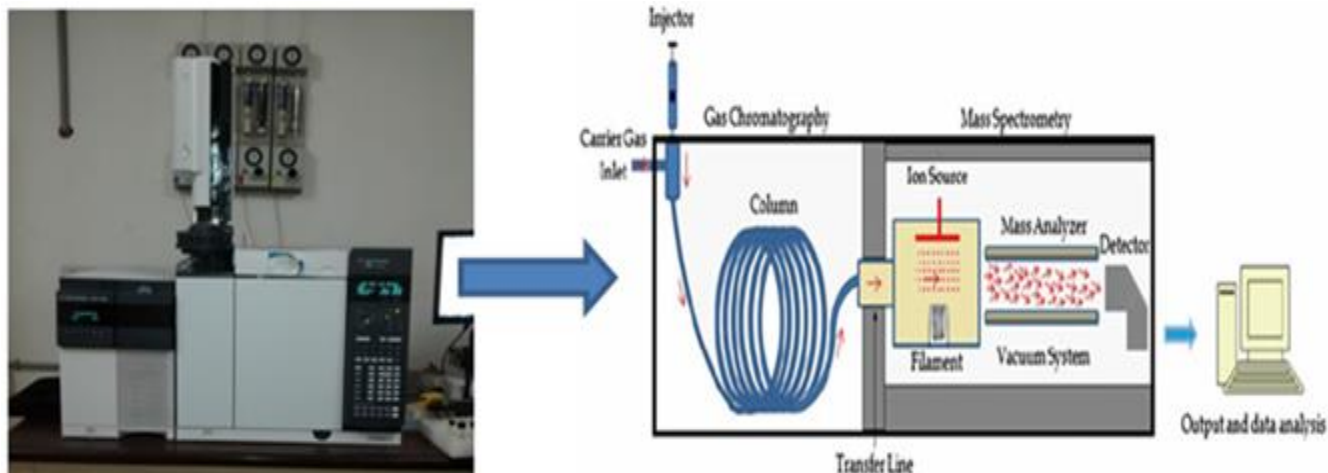 Injector
Gas Chromatography
Mass Spectrometry
Carrier Gas
Inlet
Ion Source
Column
Mass Analyzer
Detector
Filament
Vacuum System
Output and data analysis
Transfer Line